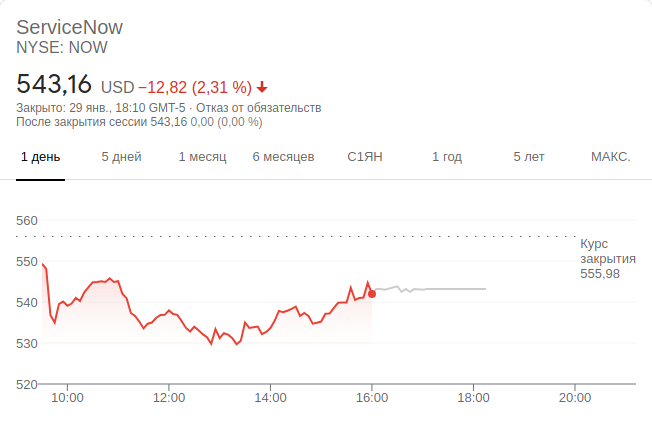 ServiceNow
NYSE: NOW
543,16 USD −12,82 (2,31 %)
Закрыто: 29 янв., 18:10 GMT-5 · Отказ от обязательств
После закрытия сессии 543,16 0,00 (0,00 %)
1 день 5 дней 1 месяц 6 месяцев С1ЯН 1 год 5 лет МАКС.
560
550
540
530
520
Курс
закрытия
555,98
10:00 12:00 14:00 16:00 18:00 20:00